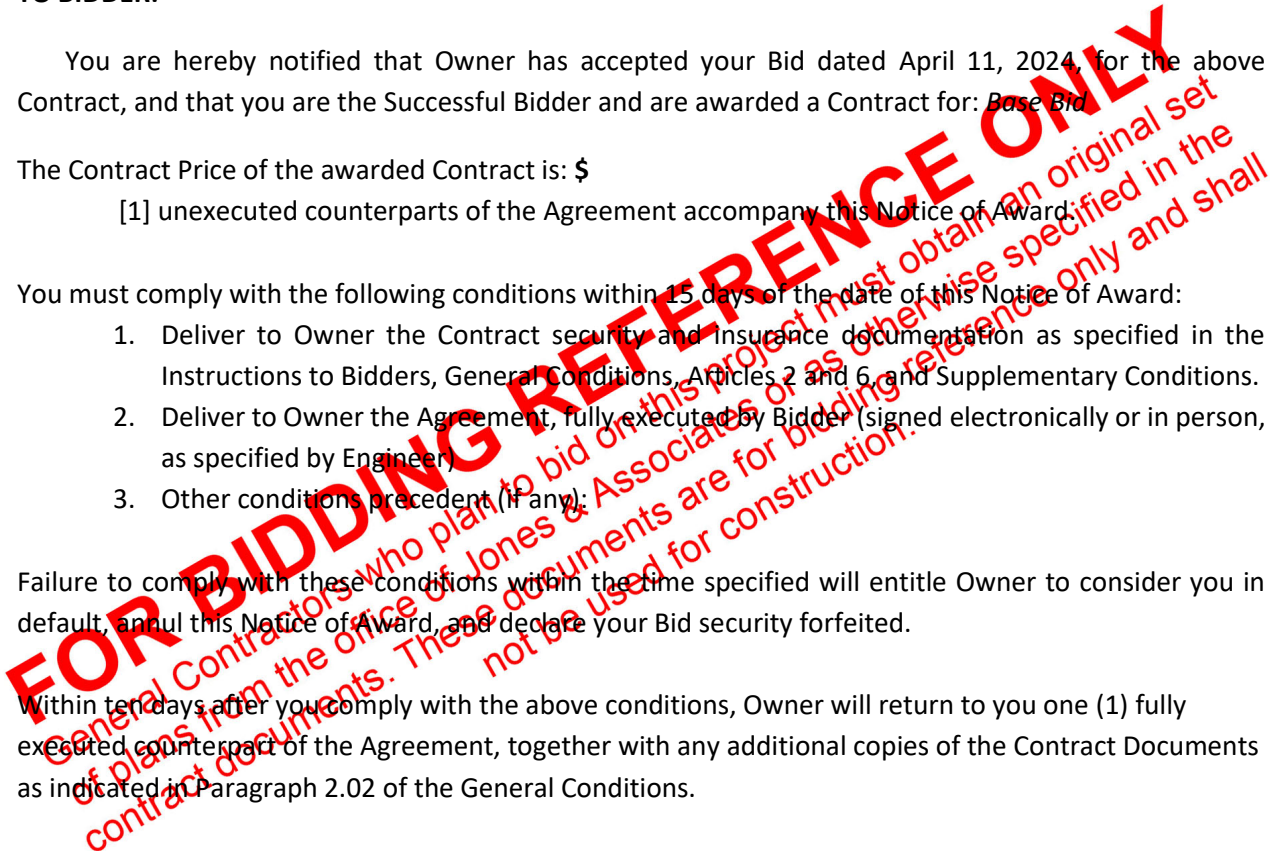 TO BIDDER:
You are hereby notified that Owner has accepted your Bid dated April 11, 2024, for the above
Contract, and that you are the Successful Bidder and are awarded a Contract for: Base Bid
The Contract Price of the awarded Contract is: $
[1] unexecuted counterparts of the Agreement accompany this Notice of Award.
You must comply with the following conditions within 15 days of the date of this Notice of Award:
1. Deliver to Owner the Contract security and insurance documentation as specified in the
Instructions to Bidders, General Conditions, Articles 2 and 6, and Supplementary Conditions.
2. Deliver to Owner the Agreement, fully executed by Bidder (signed electronically or in person,
as specified by Engineer)
3. Other conditions precedent (if any):
Failure to comply with these conditions within the time specified will entitle Owner to consider you in
default, annul this Notice of Award, and declare your Bid security forfeited.
Within ten days after you comply with the above conditions, Owner will return to you one (1) fully
executed counterpart of the Agreement, together with any additional copies of the Contract Documents
as indicated in Paragraph 2.02 of the General Conditions.
FOR BIDDING REFERENCE ONLY
General Contractors who plan to bid on this project must obtain an original set
of plans from the office of Jones & Associates or as otherwise specified in the
contract documents. These documents are for bidding reference only and shall
not be used for construction.